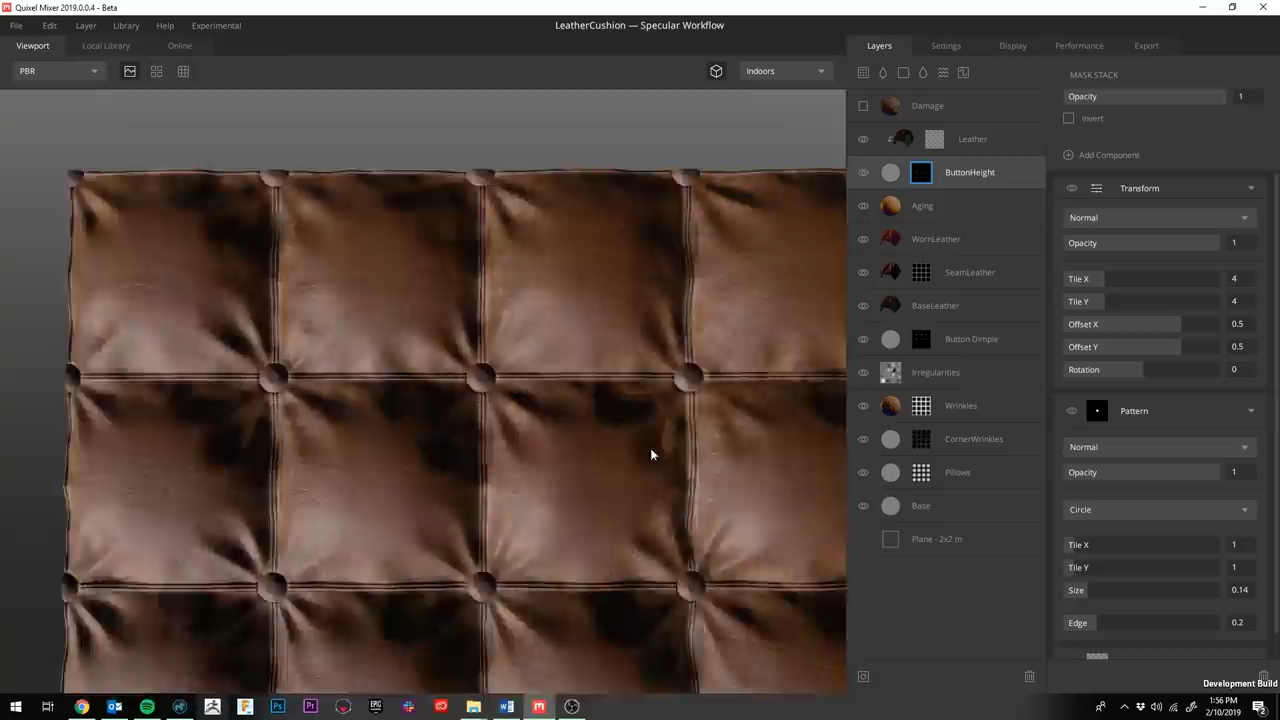 Quixel Mixer 2019.0.0.4 - Beta
File Edit Layer Library Help Experimental
LeatherCushion — Specular Workflow
Viewport Local Library Online
Layers Settings Display Performance Export
PBR
Indoors
MASK STACK
Opacity 1
Invert
Add Component
Damage
Leather
ButtonHeight
Aging
WornLeather
SeamLeather
BaseLeather
Button Dimple
Irregularities
Wrinkles
CornerWrinkles
Pillows
Base
Plane - 2x2 m
Transform
Normal
Opacity 1
Tile X 4
Tile Y 4
Offset X 0.5
Offset Y 0.5
Rotation 0
Pattern
Normal
Opacity 1
Circle
Tile X 1
Tile Y 1
Size 0.14
Edge 0.2
Development Build
1:56 PM
2/10/2019